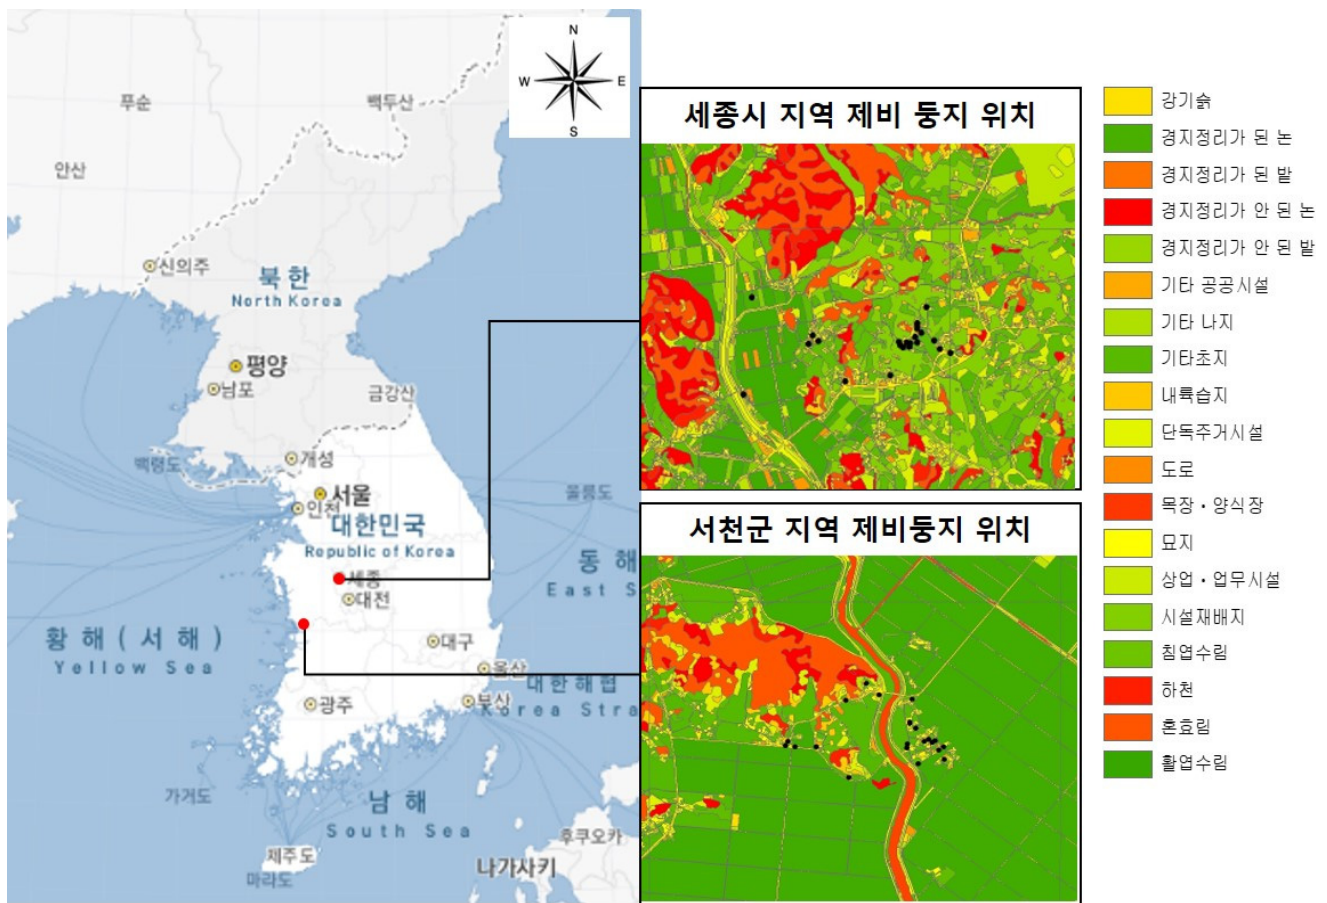 N
W
E
S
푸순
백두산
안산
신의주
북한
North Korea
평양
남포
금강산
백령도
개성
서울
인천
울릉도
대한민국
Republic of Korea
세종
대전
동해
East S
황해 (서해)
Yellow Sea
대구
울산
대한해협
부산
Korea Stra
광주
가거도
남해
South Sea
후쿠오카
제주도
나가사키
마라도
세종시 지역 제비 둥지 위치
서천군 지역 제비둥지 위치
강기슭
경지정리가 된 논
경지정리가 된 밭
경지정리가 안 된 논
경지정리가 안 된 밭
기타 공공시설
기타 나지
기타초지
내륙습지
단독주거시설
도로
목장・양식장
묘지
상업・업무시설
시설재배지
침엽수림
하천
혼효림
활엽수림